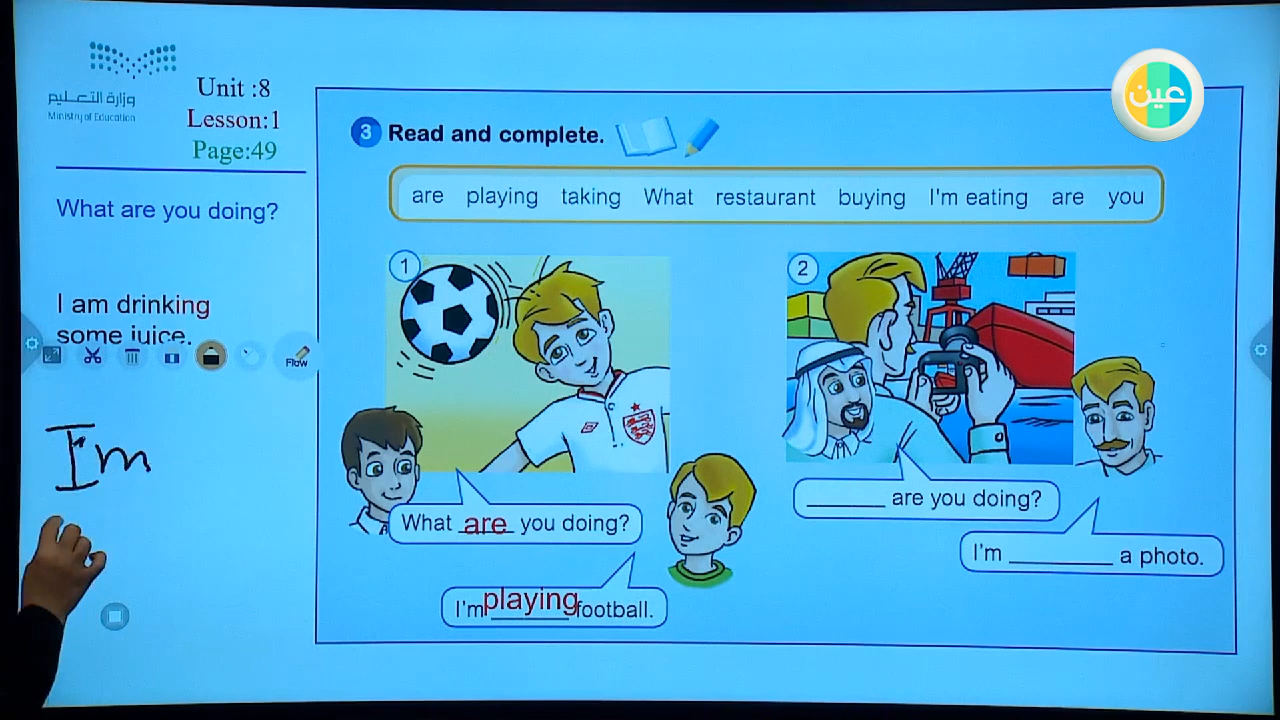 وزارة التعليم
Ministry of Education
Unit :8
Lesson:1
Page:49
What are you doing?
I am drinking
some juice.
Flow
I'm
عين
3 Read and complete.
are playing taking What restaurant buying I'm eating are you
1
What are you doing?
I'm playing football.
2
______ are you doing?
I'm ________ a photo.